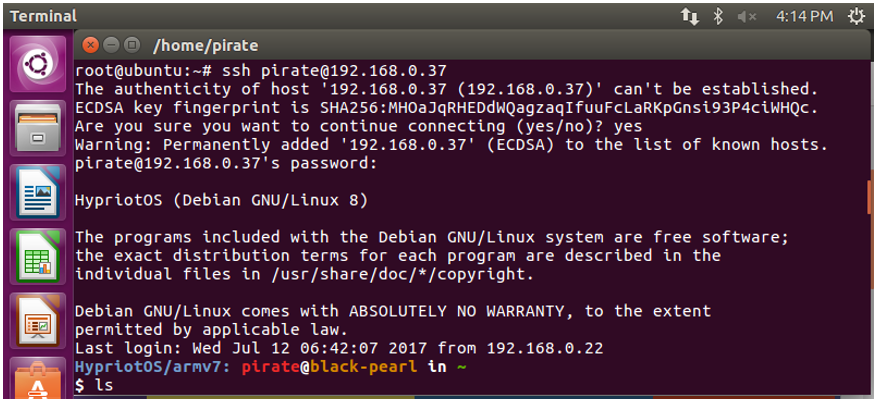 Terminal
4:14 PM
/home/pirate
root@ubuntu:~# ssh pirate@192.168.0.37
The authenticity of host '192.168.0.37 (192.168.0.37)' can't be established.
ECDSA key fingerprint is SHA256:MHOaJqRHEDdWQagzaqIfuuFcLaRKpGnsi93P4ciWHQc.
Are you sure you want to continue connecting (yes/no)? yes
Warning: Permanently added '192.168.0.37' (ECDSA) to the list of known hosts.
pirate@192.168.0.37's password:
HypriotOS (Debian GNU/Linux 8)
The programs included with the Debian GNU/Linux system are free software;
the exact distribution terms for each program are described in the
individual files in /usr/share/doc/*/copyright.
Debian GNU/Linux comes with ABSOLUTELY NO WARRANTY, to the extent
permitted by applicable law.
Last login: Wed Jul 12 06:42:07 2017 from 192.168.0.22
HypriotOS/armv7: pirate@black-pearl in ~
$ ls